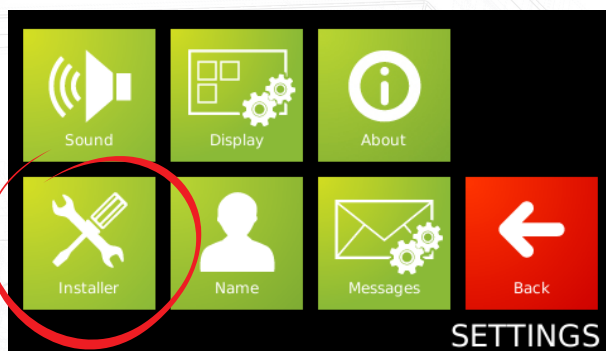 Sound
Display
About
Installer
Name
Messages
Back
SETTINGS